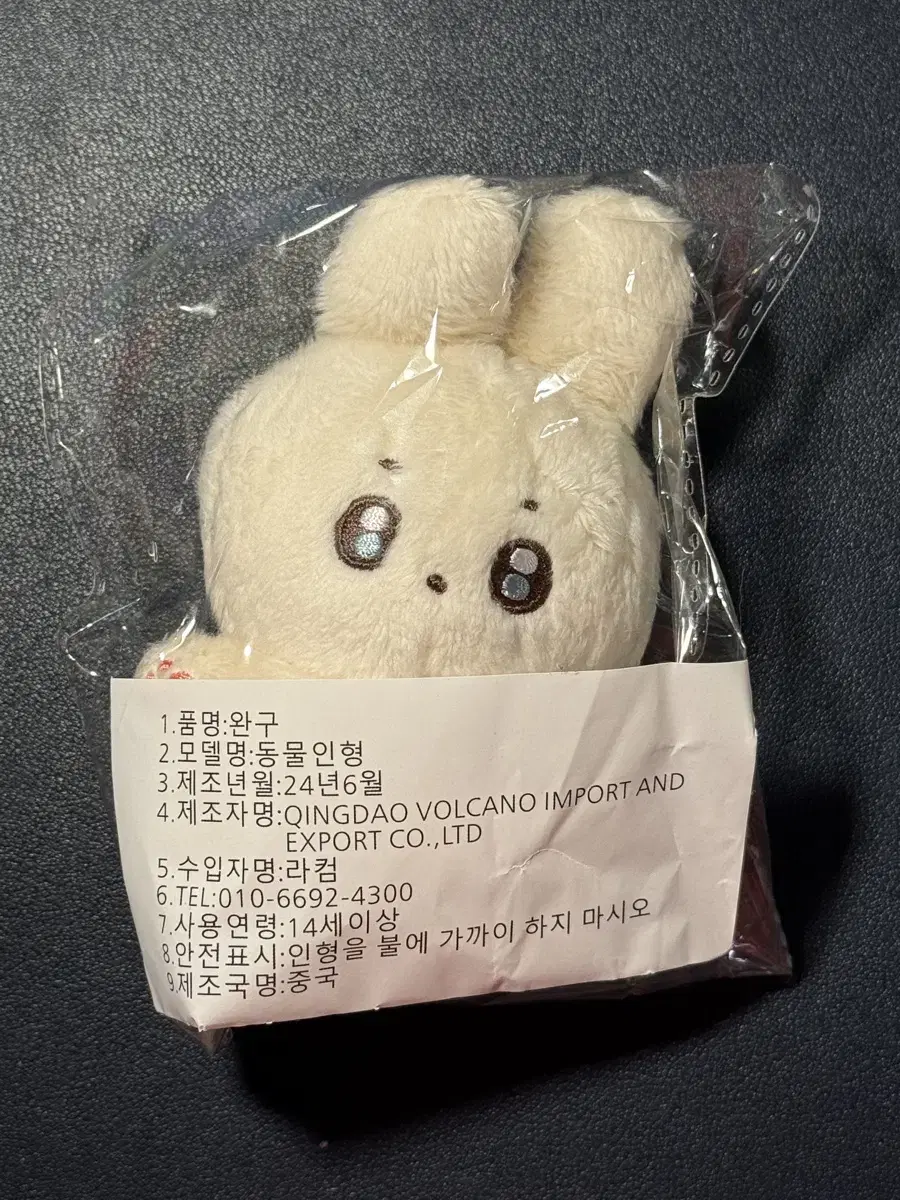 1.품명:완구
2.모델명:동물인형
3.제조년월:24년6월
4.제조자명:QINGDAO VOLCANO IMPORT AND
EXPORT CO.,LTD
5.수입자명:라컴
6.TEL:010-6692-4300
7.사용연령:14세이상
8.안전표시:인형을 불에 가까이 하지 마시오
9.제조국명:중국